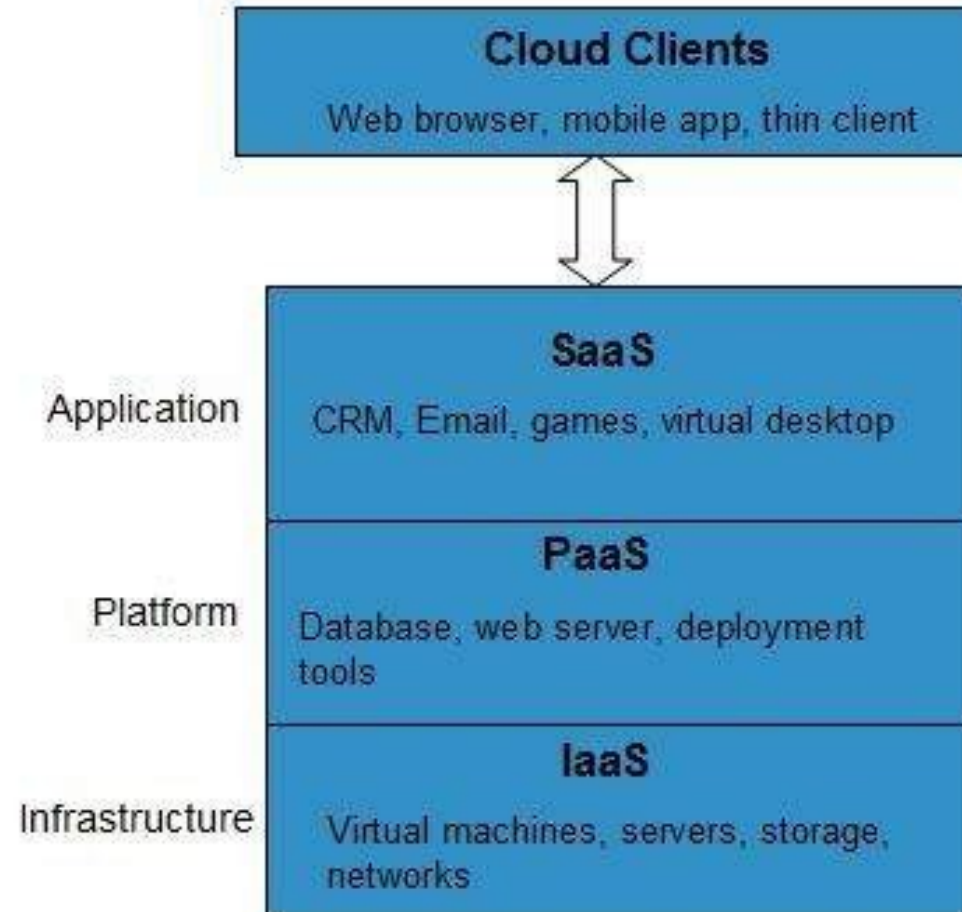 Cloud Clients
Web browser, mobile app, thin client
SaaS
Application
CRM, Email, games, virtual desktop
PaaS
Platform
Database, web server, deployment
tools
IaaS
Infrastructure
Virtual machines, servers, storage,
networks